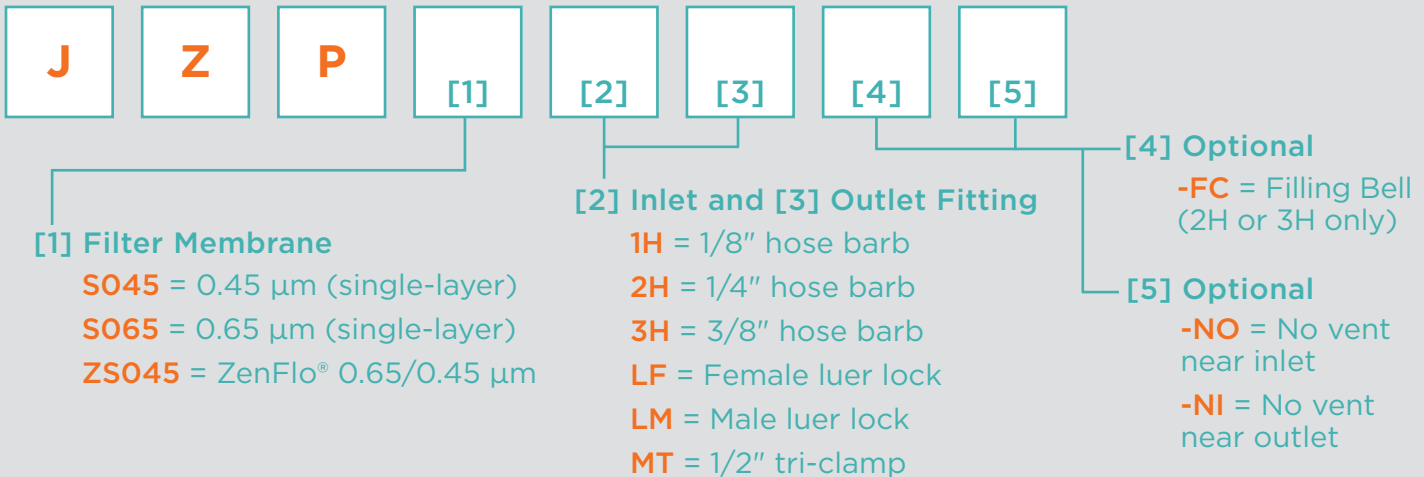 J Z P [1] [2] [3] [4] [5]
[1] Filter Membrane
S045 = 0.45 µm (single-layer)
S065 = 0.65 µm (single-layer)
ZS045 = ZenFlo® 0.65/0.45 µm
[2] Inlet and [3] Outlet Fitting
1H = 1/8" hose barb
2H = 1/4" hose barb
3H = 3/8" hose barb
LF = Female luer lock
LM = Male luer lock
MT = 1/2" tri-clamp
[4] Optional
-FC = Filling Bell
(2H or 3H only)
[5] Optional
-NO = No vent
near inlet
-NI = No vent
near outlet